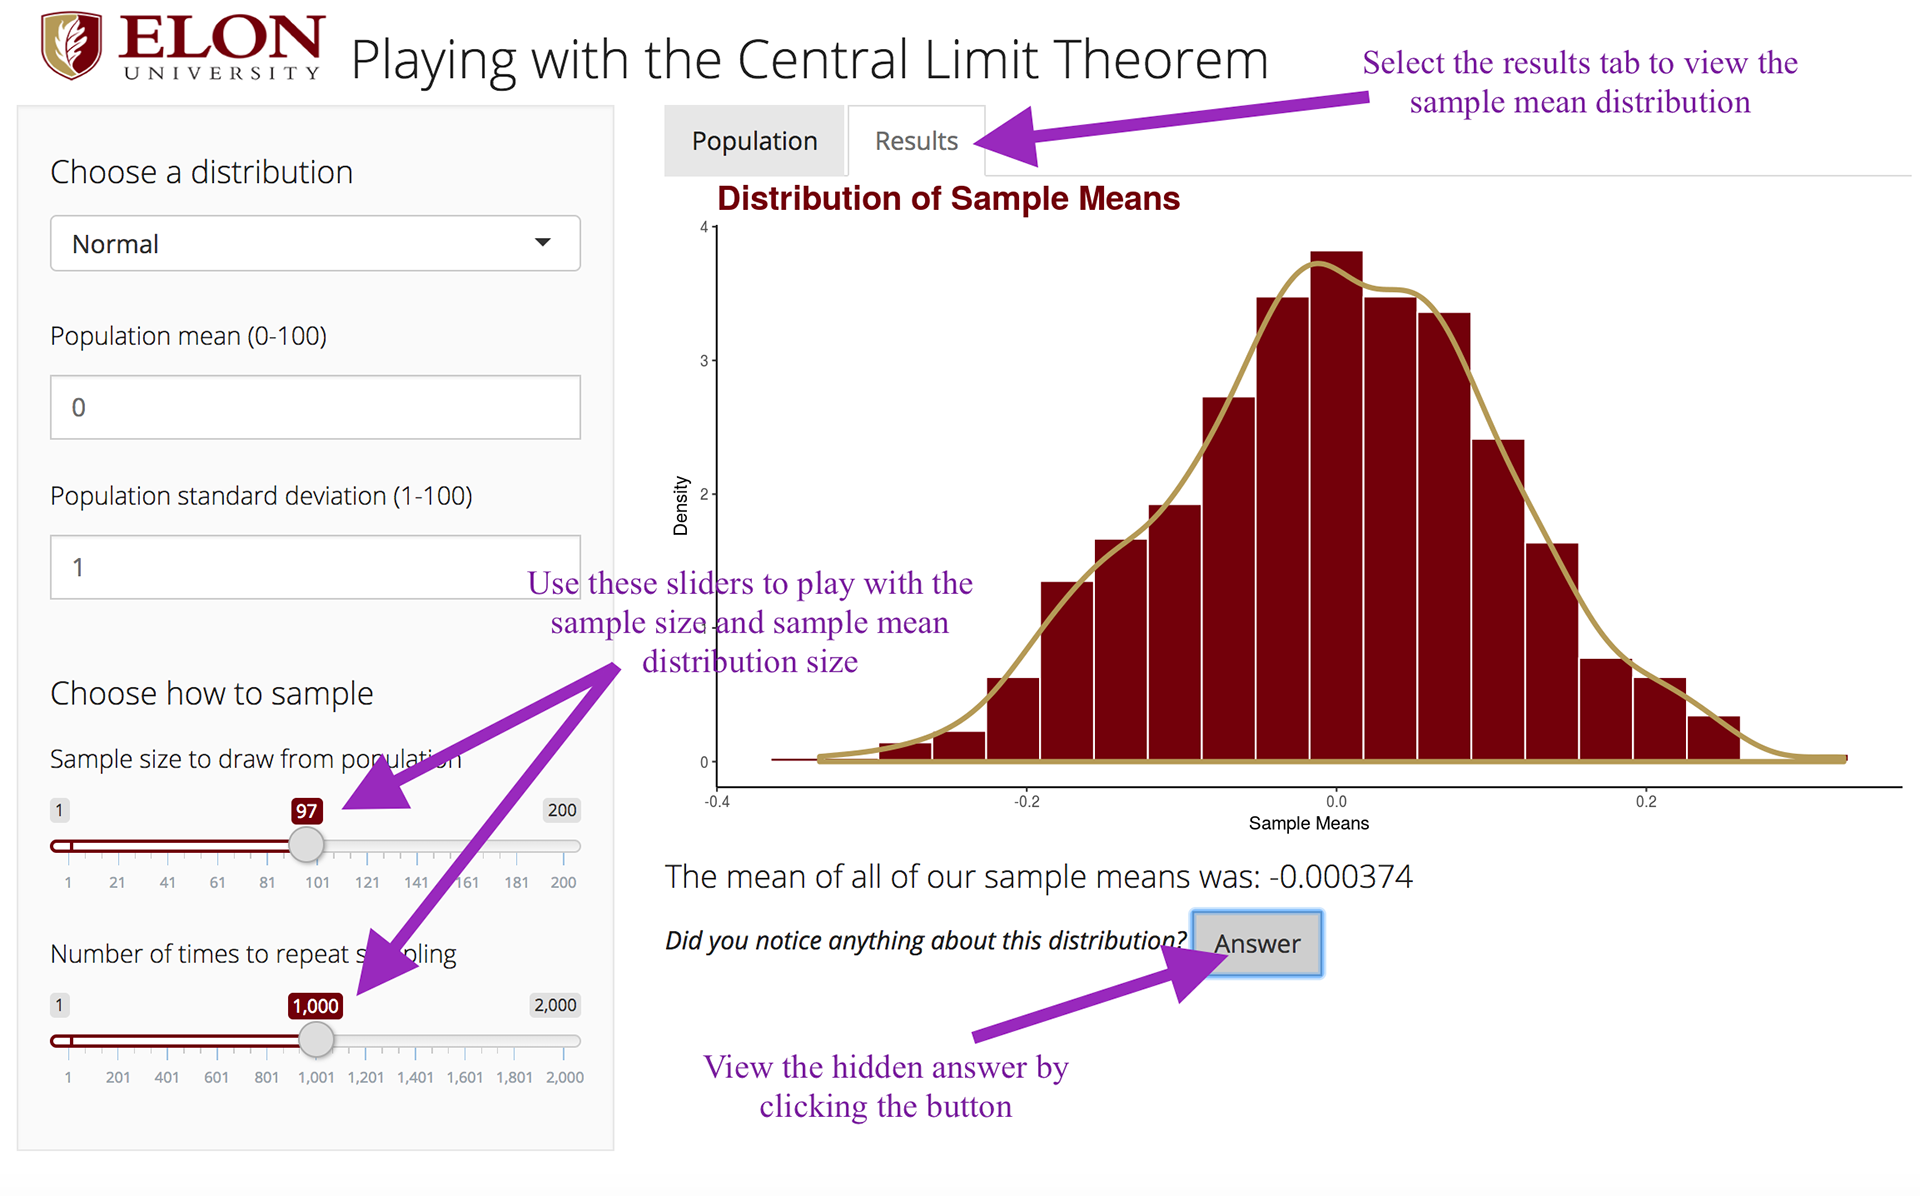 ELON
UNIVERSITY
Playing with the Central Limit Theorem
Select the results tab to view the
sample mean distribution
Choose a distribution
Normal
Population mean (0-100)
0
Population standard deviation (1-100)
1
Use these sliders to play with the
sample size and sample mean
distribution size
Choose how to sample
Sample size to draw from population
1 97 200
1 21 41 61 81 101 121 141 161 181 200
Number of times to repeat sampling
1 1,000 2,000
1 201 401 601 801 1,001 1,201 1,401 1,601 1,801 2,000
Population Results
Distribution of Sample Means
4
3
2
1
0
Density
-0.4 -0.2 0.0 0.2
Sample Means
The mean of all of our sample means was: -0.000374
Did you notice anything about this distribution? Answer
View the hidden answer by
clicking the button